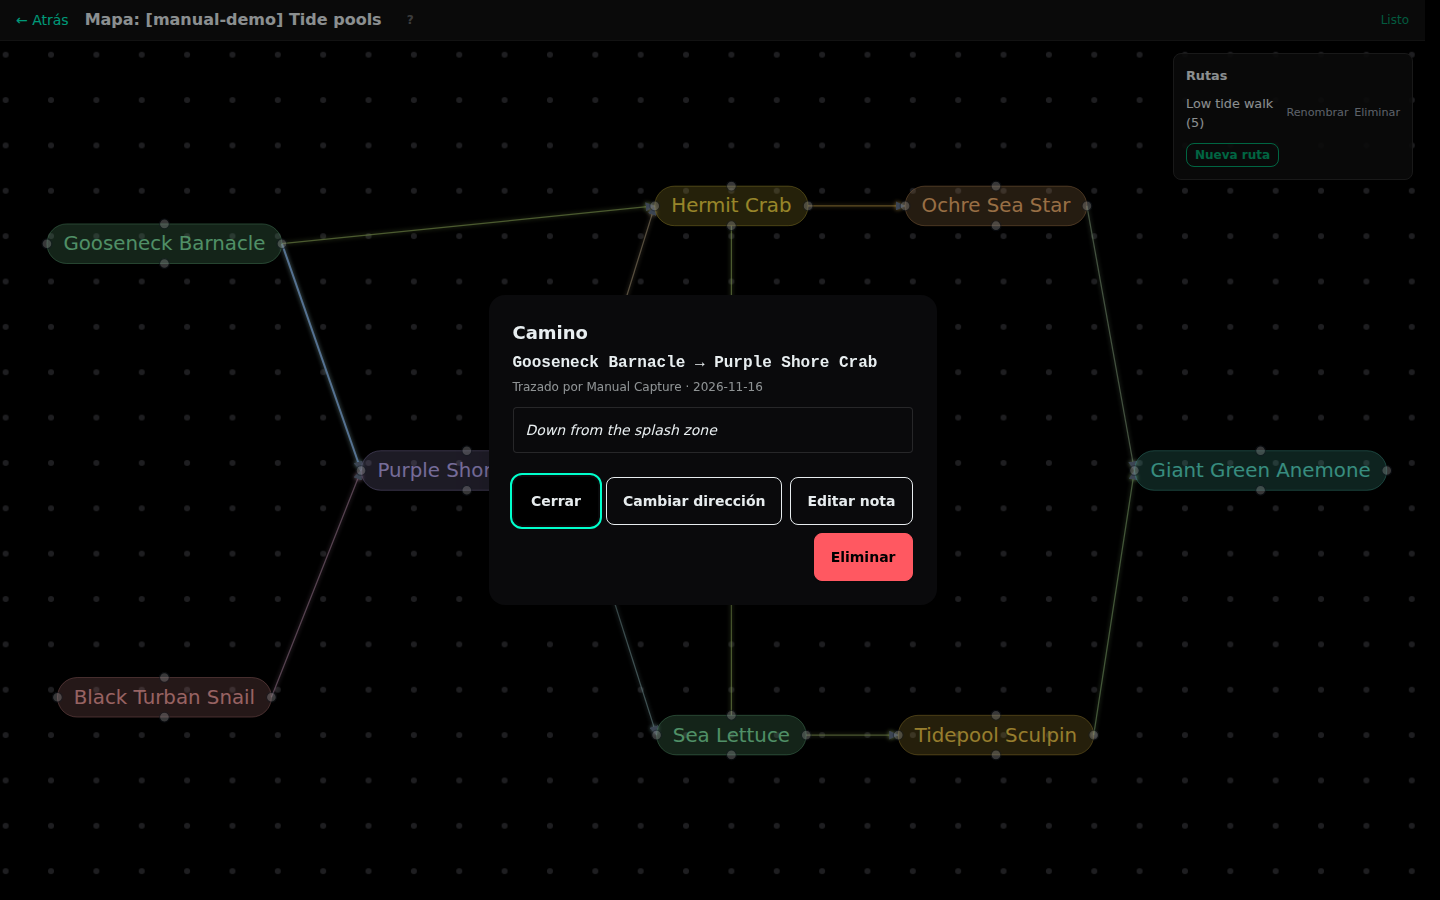 ← Atrás Mapa: [manual-demo] Tide pools ? Listo
Rutas
Low tide walk (5) Renombrar Eliminar
Nueva ruta
Hermit Crab
Ochre Sea Star
Gooseneck Barnacle
Camino
Gooseneck Barnacle → Purple Shore Crab
Trazado por Manual Capture · 2026-11-16
Down from the splash zone
Cerrar Cambiar dirección Editar nota
Eliminar
Purple Shor
Giant Green Anemone
Black Turban Snail
Sea Lettuce
Tidepool Sculpin